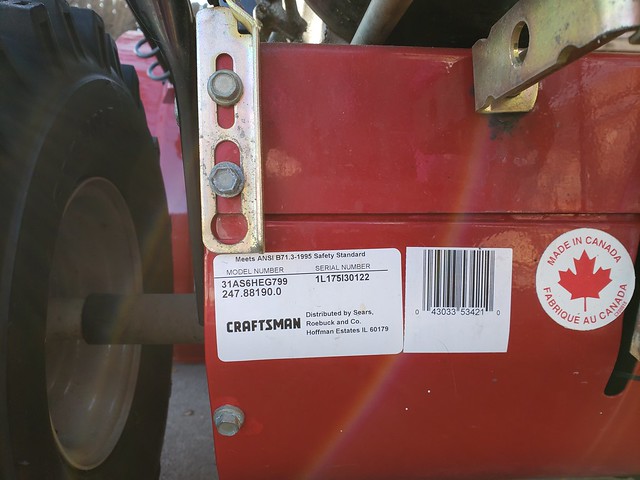 Meets ANSI B71.3-1995 Safety Standard
MODEL NUMBER SERIAL NUMBER
31AS6HEG799 1L175I30122
247.88190.0
CRAFTSMAN
Distributed by Sears,
Roebuck and Co.
Hoffman Estates IL 60179
0 43033 53421 0
MADE IN CANADA
FABRIQUÉ AU CANADA